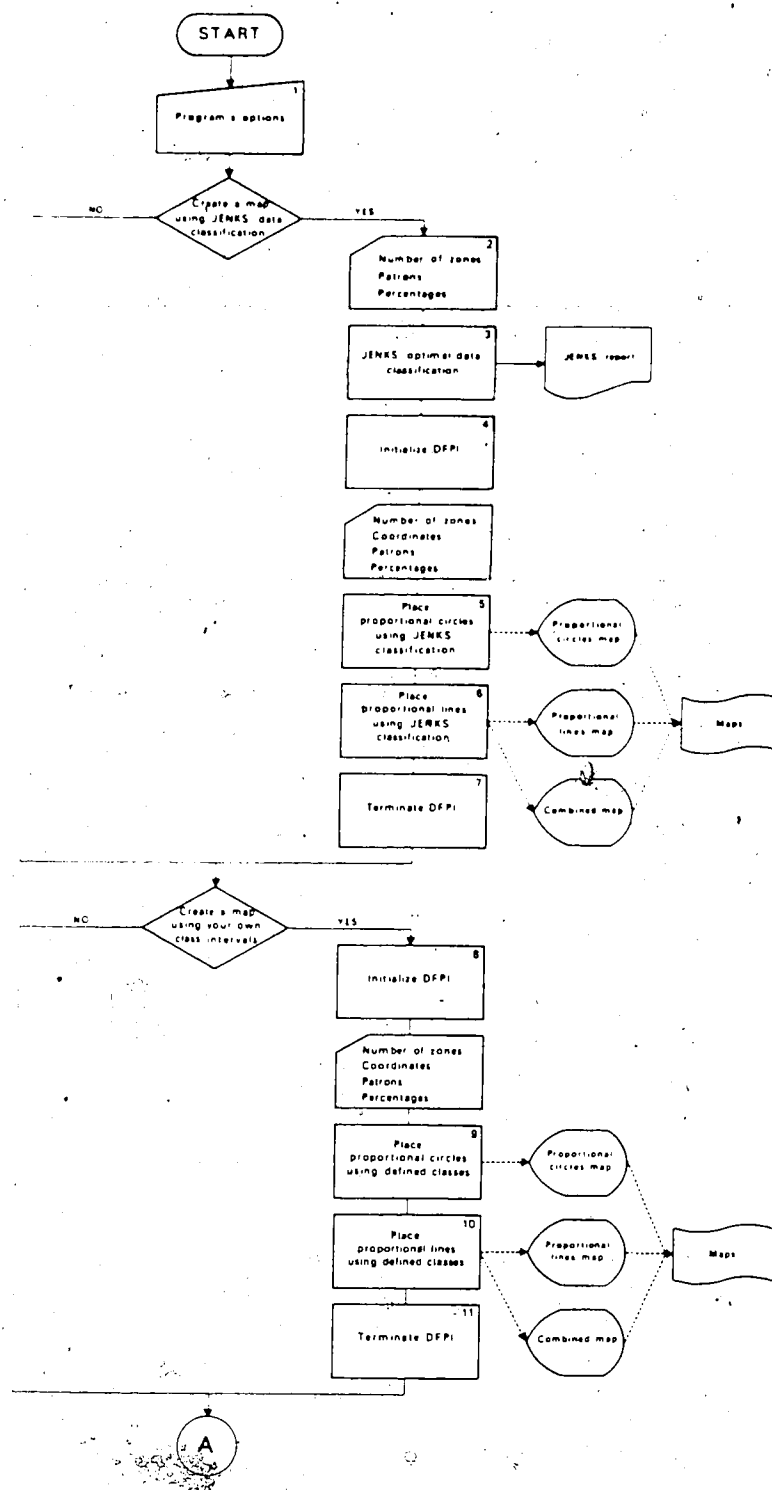 START
1
Program's options
Create a map
using JENKS' data
classification
NO
YES
2
Number of zones
Patrons
Percentages
3
JENKS' optimal data
classification
JENKS' report
4
Initialize DFPI
Number of zones
Coordinates
Patrons
Percentages
5
Place
proportional circles
using JENKS
classification
Proportional
circles map
6
Place
proportional lines
using JENKS
classification
Proportional
lines map
Maps
7
Terminate DFPI
Combined map
Create a map
using your own
class intervals
NO
YES
8
Initialize DFPI
Number of zones
Coordinates
Patrons
Percentages
9
Place
proportional circles
using defined classes
Proportional
circles map
10
Place
proportional lines
using defined classes
Proportional
lines map
Maps
11
Terminate DFPI
Combined map
A